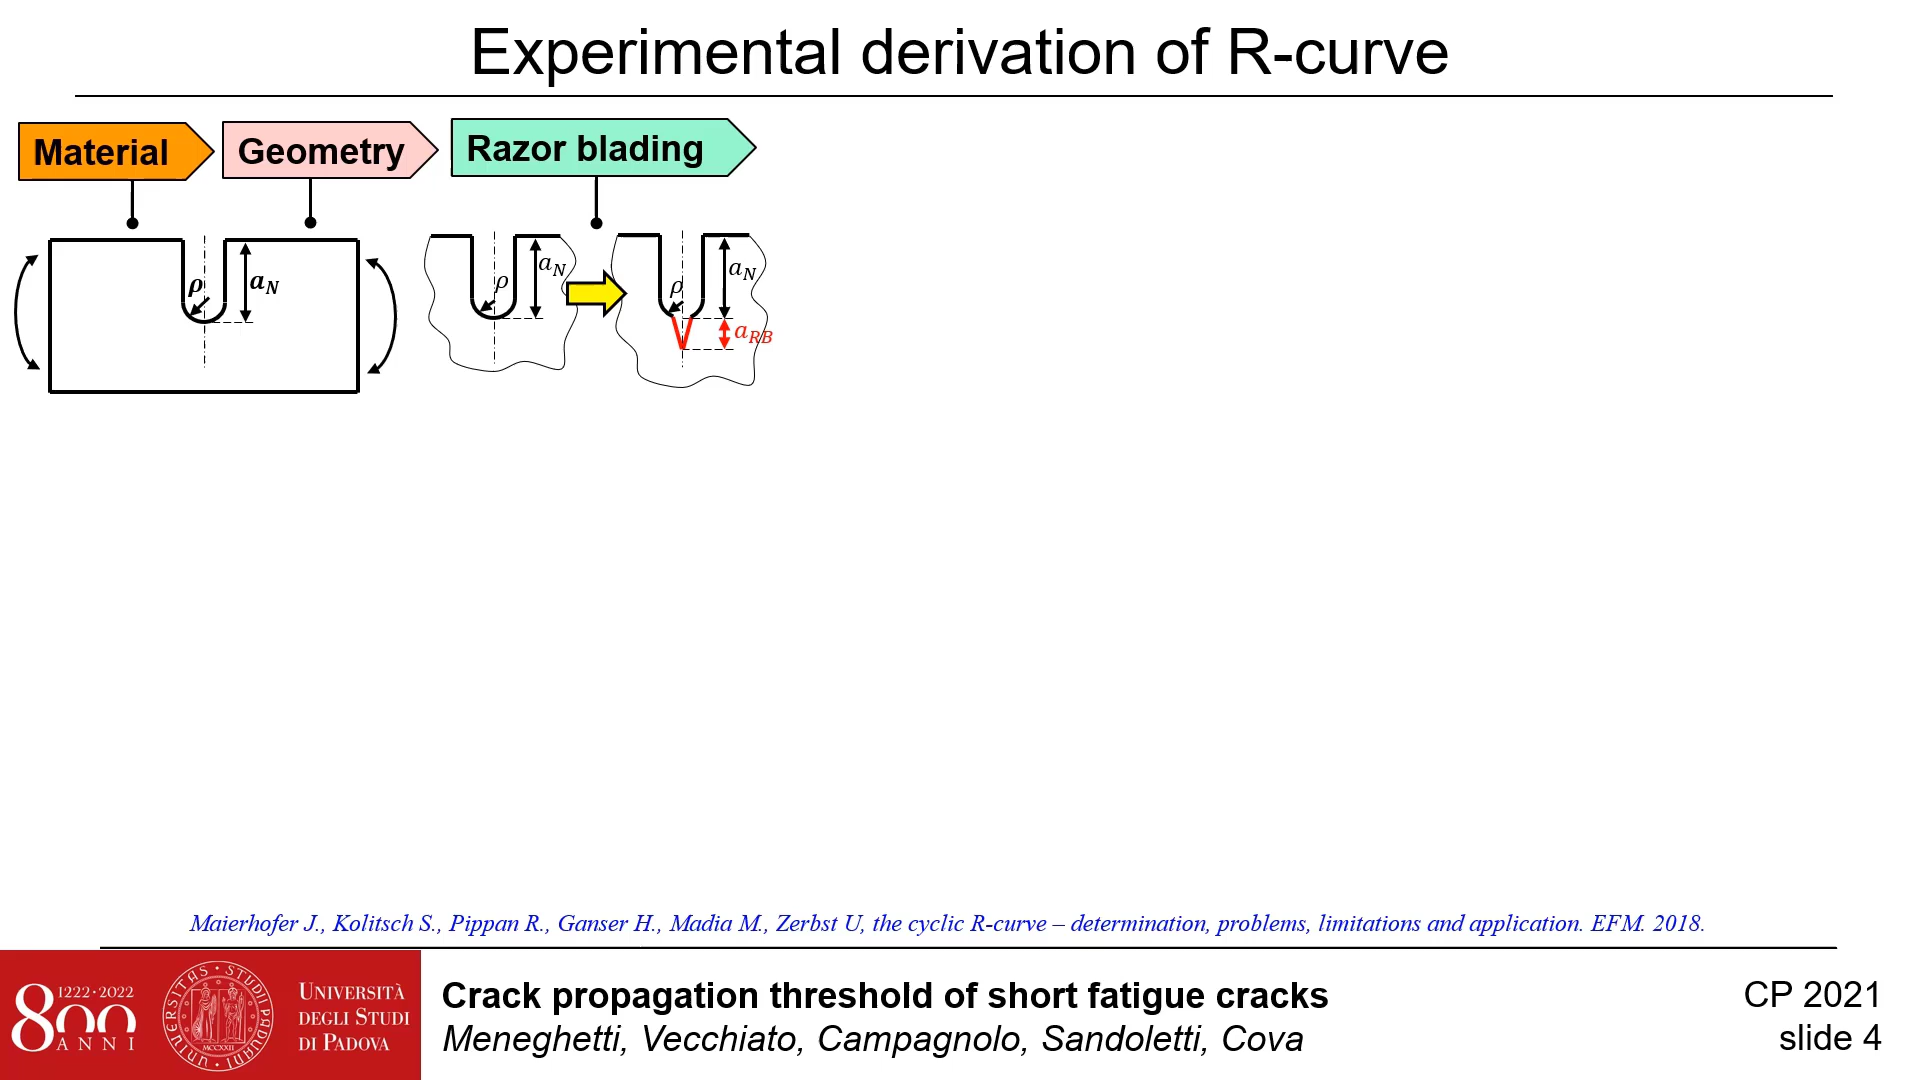 Experimental derivation of R-curve
Material
Geometry
Razor blading
ρ
a_N
ρ
a_N
ρ
a_N
a_RB
Maierhofer J., Kolitsch S., Pippan R., Ganser H., Madia M., Zerbst U, the cyclic R-curve – determination, problems, limitations and application. EFM. 2018.
1222·2022
800
ANNI
UNIVERSITÀ
DEGLI STUDI
DI PADOVA
Crack propagation threshold of short fatigue cracks
Meneghetti, Vecchiato, Campagnolo, Sandoletti, Cova
CP 2021
slide 4